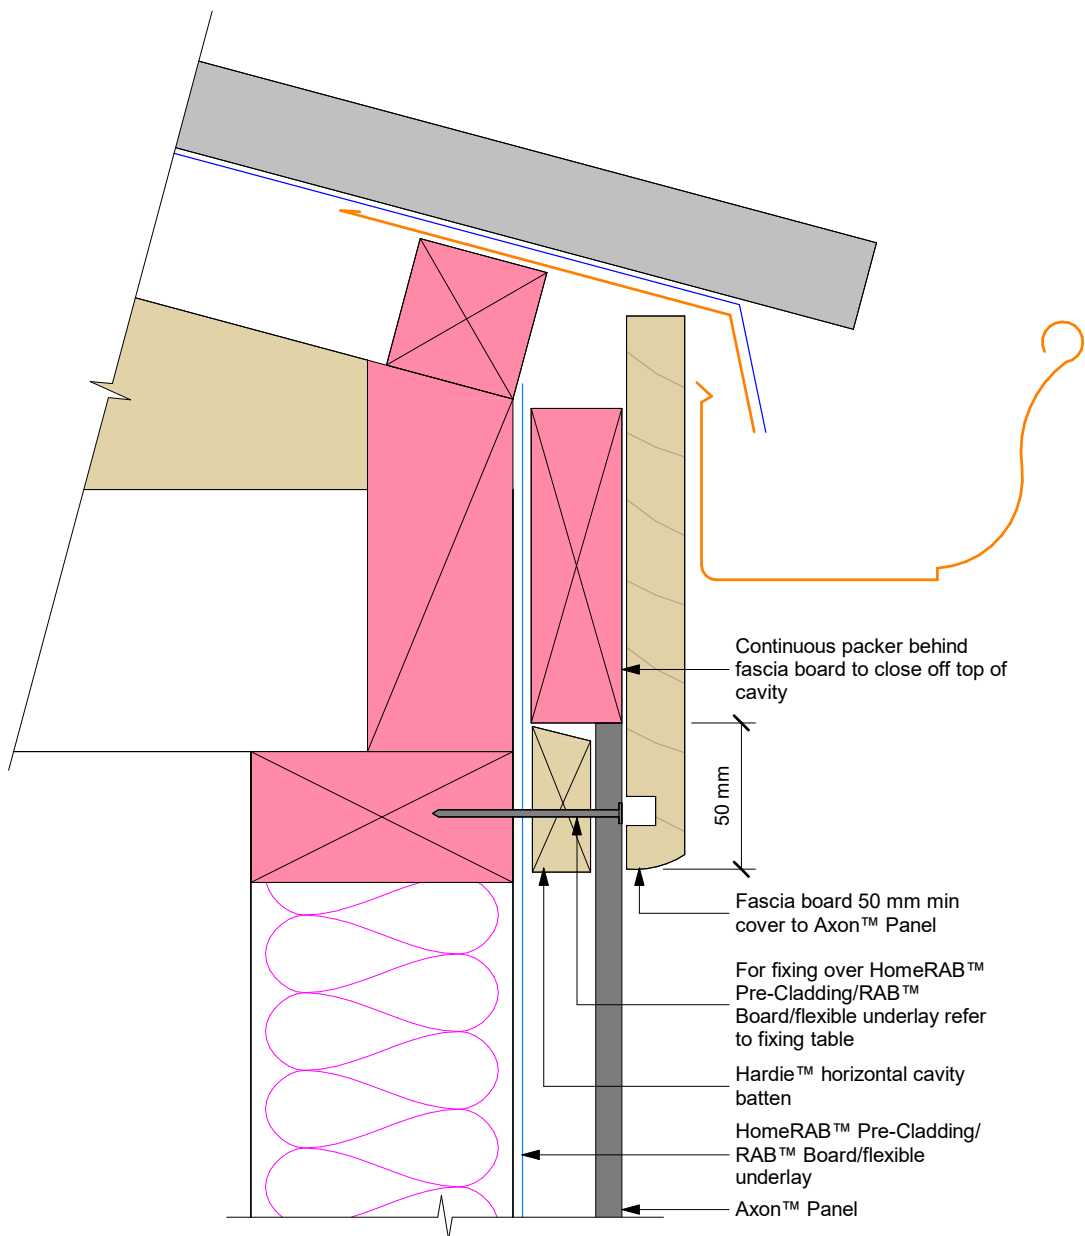 Continuous packer behind
fascia board to close off top of
cavity
50 mm
Fascia board 50 mm min
cover to Axon™ Panel
For fixing over HomeRAB™
Pre-Cladding/RAB™
Board/flexible underlay refer
to fixing table
Hardie™ horizontal cavity
batten
HomeRAB™ Pre-Cladding/
RAB™ Board/flexible
underlay
Axon™ Panel